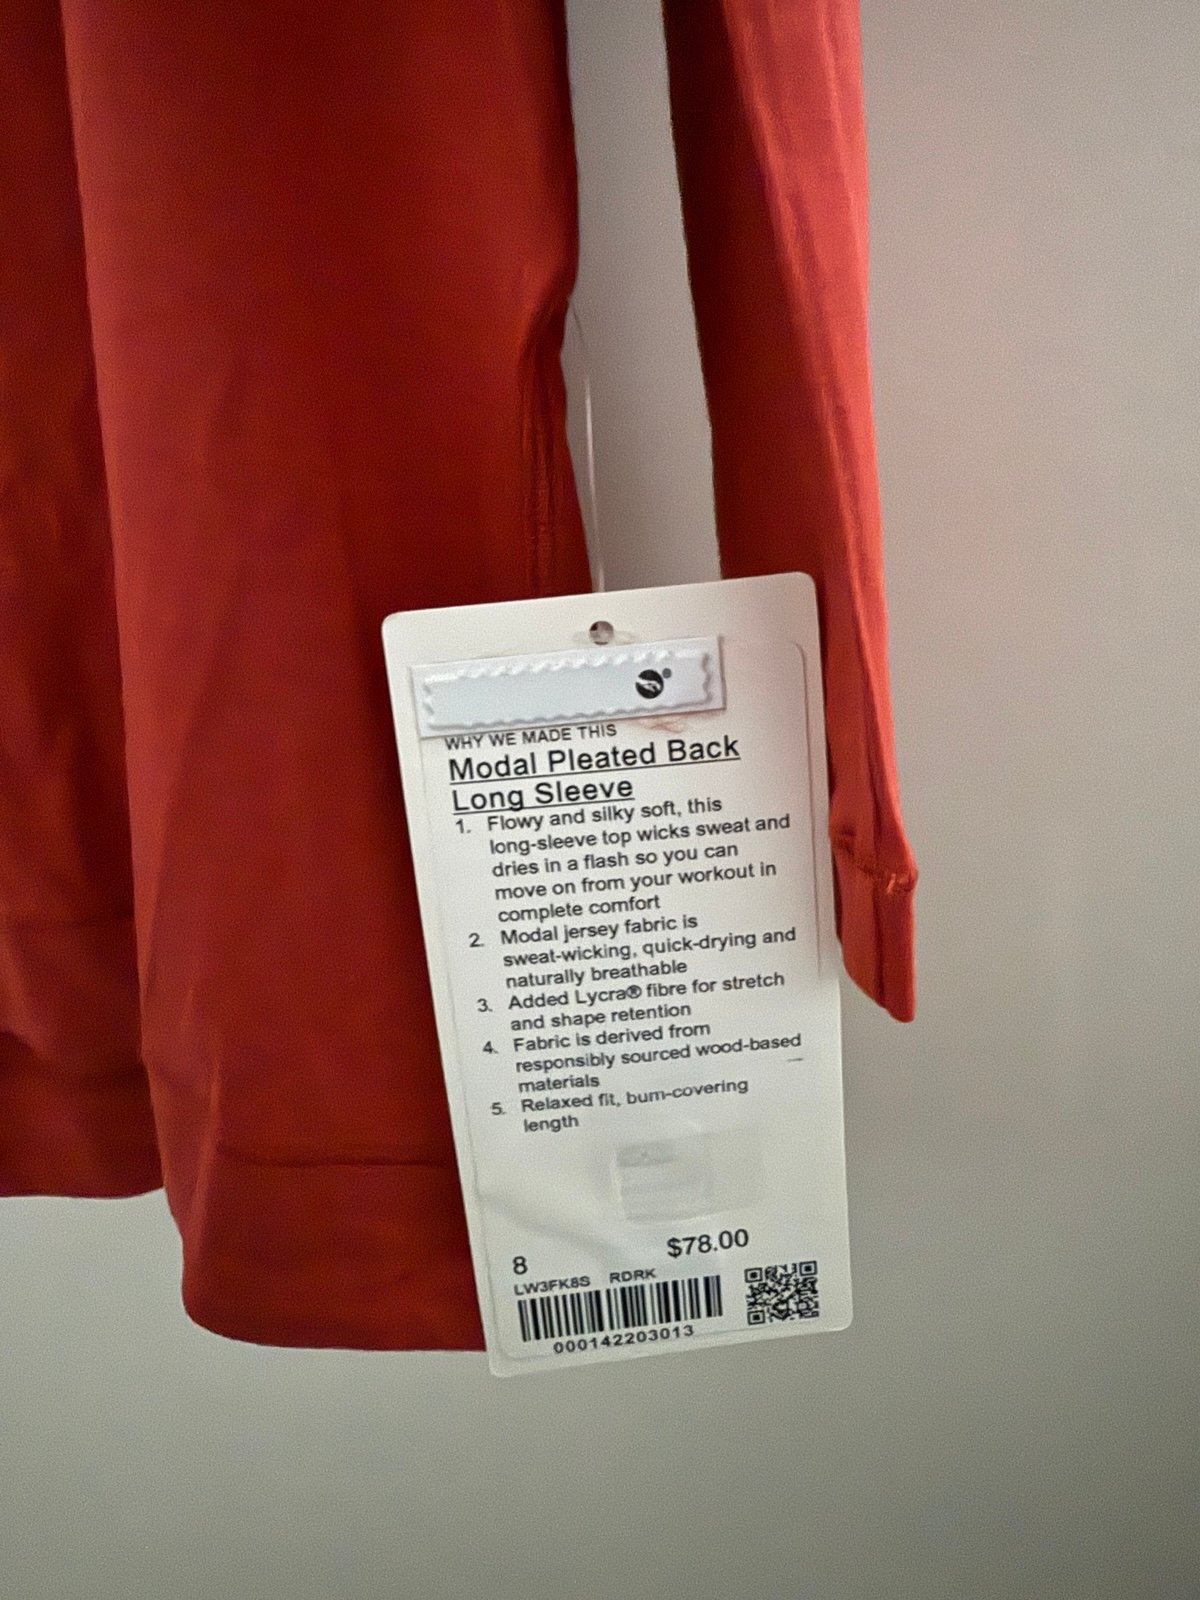 WHY WE MADE THIS
Modal Pleated Back
Long Sleeve
1. Flowy and silky soft, this
long-sleeve top wicks sweat and
dries in a flash so you can
move on from your workout in
complete comfort
2. Modal jersey fabric is
sweat-wicking, quick-drying and
naturally breathable
3. Added Lycra® fibre for stretch
and shape retention
4. Fabric is derived from
responsibly sourced wood-based
materials
5. Relaxed fit, bum-covering
length
8 $78.00
LW3FK8S RDRK
000142203013